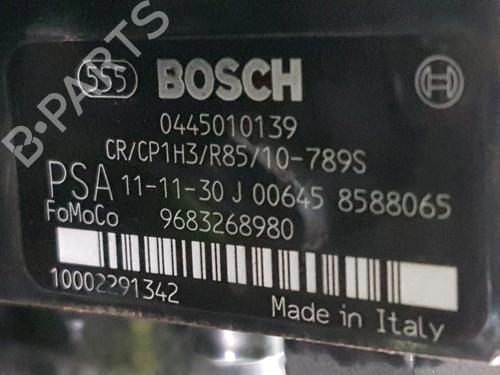 B-PARTS
555 BOSCH
0445010139
CR/CP1H3/R85/10-789S
PSA 11-11-30 J 00645 8588065
FoMoCo 9683268980
10002291342 Made in Italy